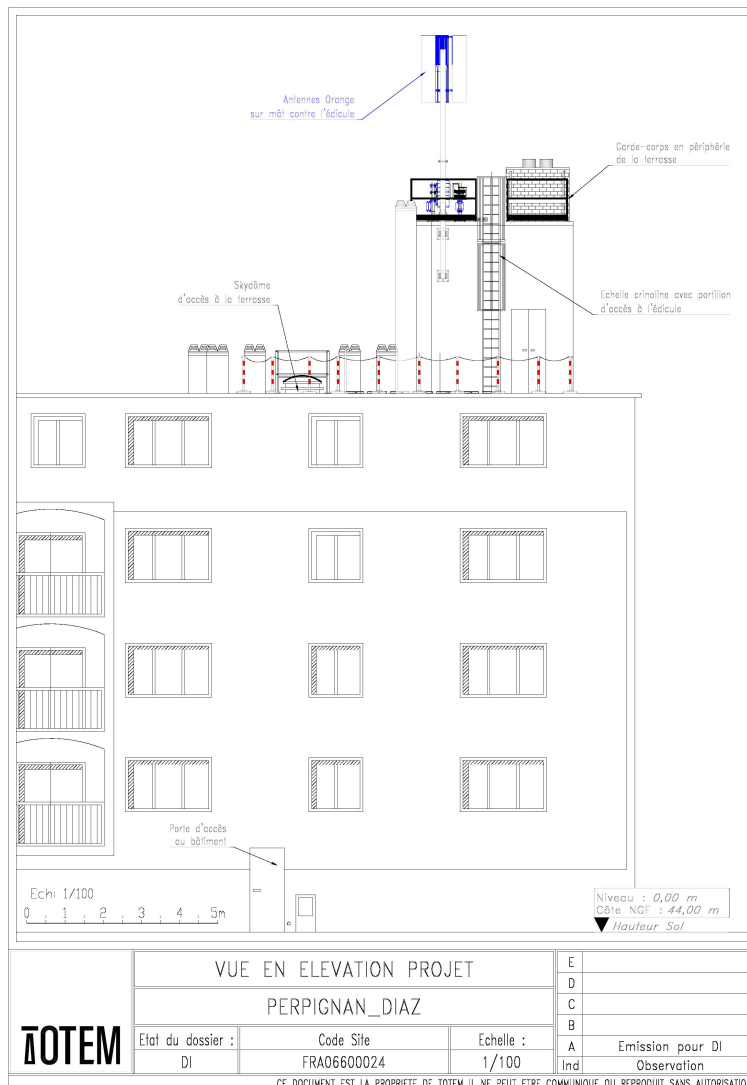 Antennes Orange
sur mât contre l'édicule
Garde-corps en périphérie
de la terrasse
Skydôme
d'accès à la terrasse
Echelle crinoline avec portillon
d'accès à l'édicule
Porte d'accès
au bâtiment
Ech: 1/100
0 1 2 3 4 5m
Niveau : 0,00 m
Côte NGF : 44,00 m
Hauteur Sol
VUE EN ELEVATION PROJET
PERPIGNAN_DIAZ
Etat du dossier :
DI
Code Site
FRA06600024
Echelle :
1/100
E
D
C
B
A Emission pour DI
Ind Observation
TOTEM
CE DOCUMENT EST LA PROPRIETE DE TOTEM IL NE PEUT ETRE COMMUNIQUE OU REPRODUIT SANS AUTORISATIO